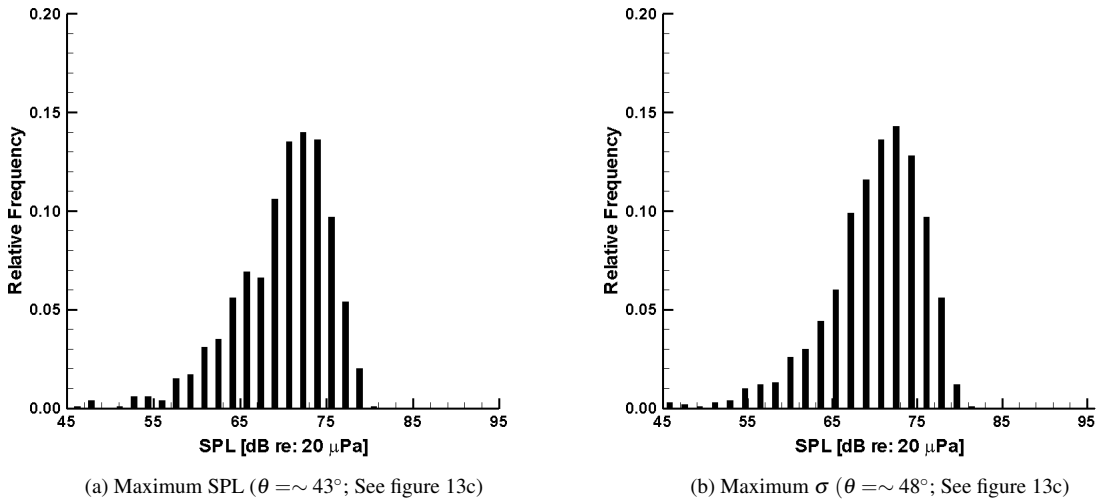 0.20
0.15
0.10
0.05
0.00
Relative Frequency
45 55 65 75 85 95
SPL [dB re: 20 μPa]
(a) Maximum SPL (θ =∼ 43°; See figure 13c)
0.20
0.15
0.10
0.05
0.00
Relative Frequency
45 55 65 75 85 95
SPL [dB re: 20 μPa]
(b) Maximum σ (θ =∼ 48°; See figure 13c)